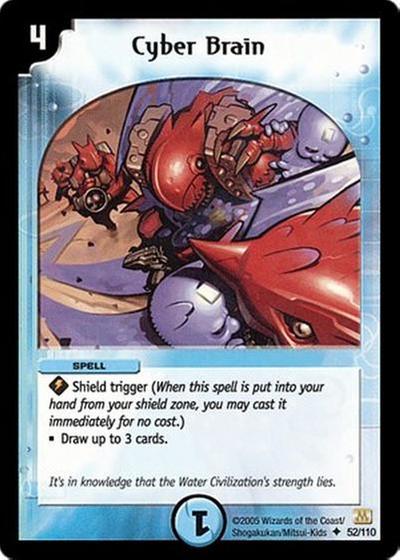 4
Cyber Brain
SPELL
Shield trigger (When this spell is put into your
hand from your shield zone, you may cast it
immediately for no cost.)
▪ Draw up to 3 cards.
It's in knowledge that the Water Civilization's strength lies.
1
©2005 Wizards of the Coast/
Shogakukan/Mitsui-Kids ✦ 52/110
M